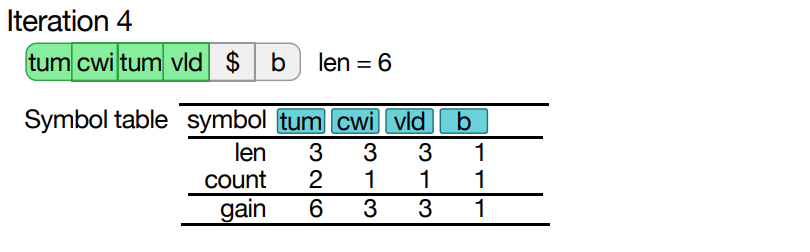 Iteration 4
tum cwi tum vld $ b len = 6
Symbol table symbol tum cwi vld b
len 3 3 3 1
count 2 1 1 1
gain 6 3 3 1